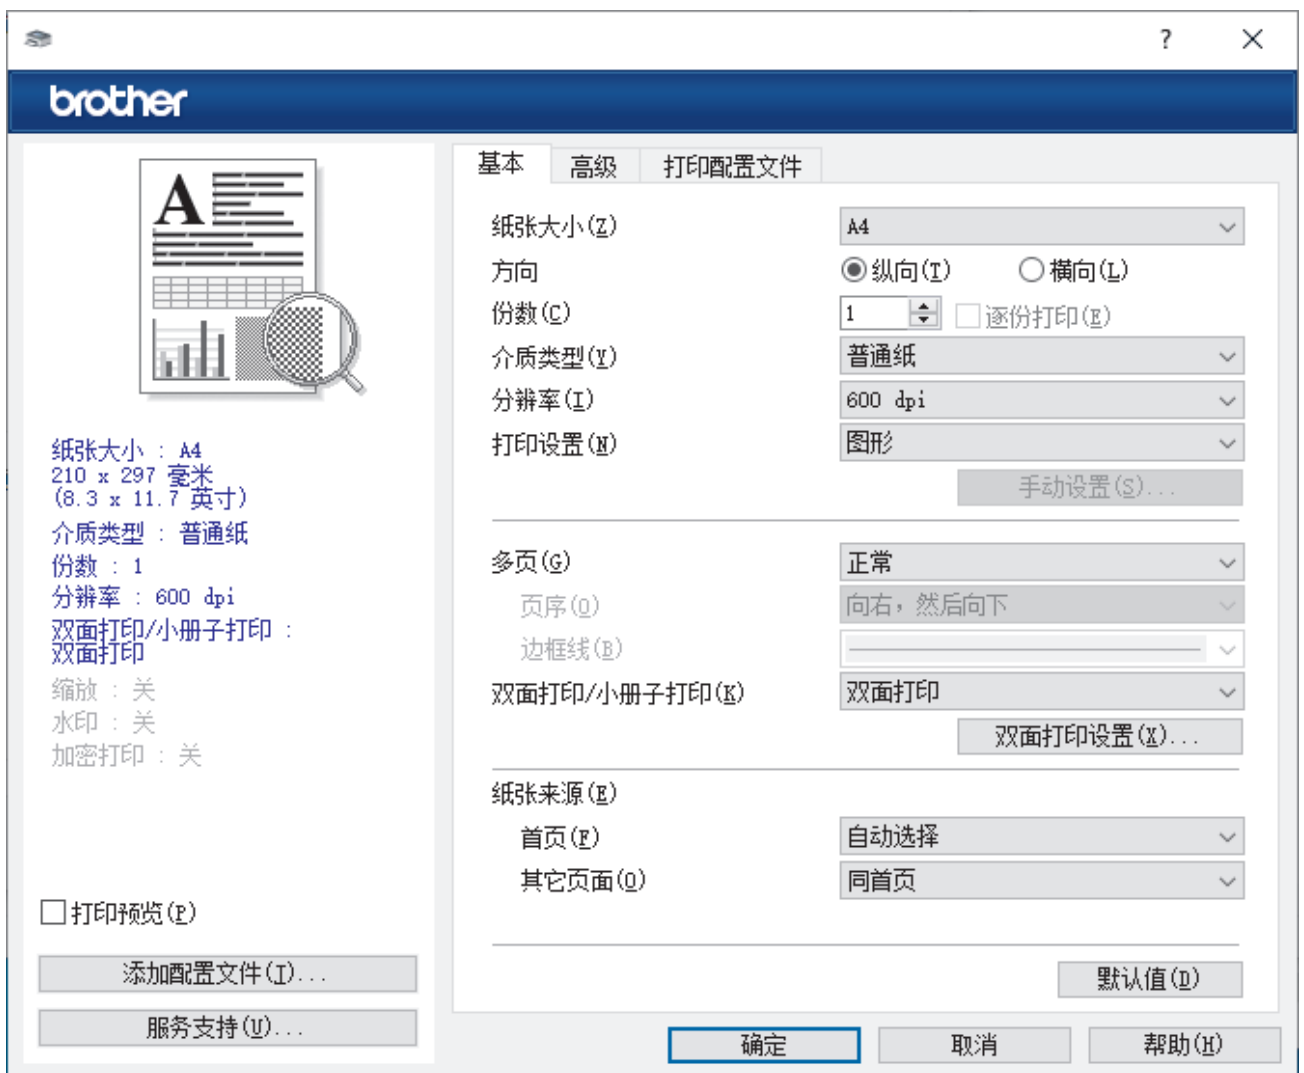 ?
brother
A
纸张大小 : A4
210 x 297 毫米
(8.3 x 11.7 英寸)
介质类型 : 普通纸
份数 : 1
分辨率 : 600 dpi
双面打印/小册子打印 :
双面打印
缩放 : 关
水印 : 关
加密打印 : 关
打印预览(P)
添加配置文件(J)...
服务支持(U)...
基本 高级 打印配置文件
纸张大小(Z) A4
方向 纵向(T) 横向(L)
份数(C) 1 逐份打印(E)
介质类型(Y) 普通纸
分辨率(I) 600 dpi
打印设置(N) 图形
手动设置(S)...
多页(G) 正常
页序(O) 向右，然后向下
边框线(B)
双面打印/小册子打印(K) 双面打印
双面打印设置(X)...
纸张来源(E)
首页(F) 自动选择
其它页面(O) 同首页
默认值(D)
确定 取消 帮助(H)